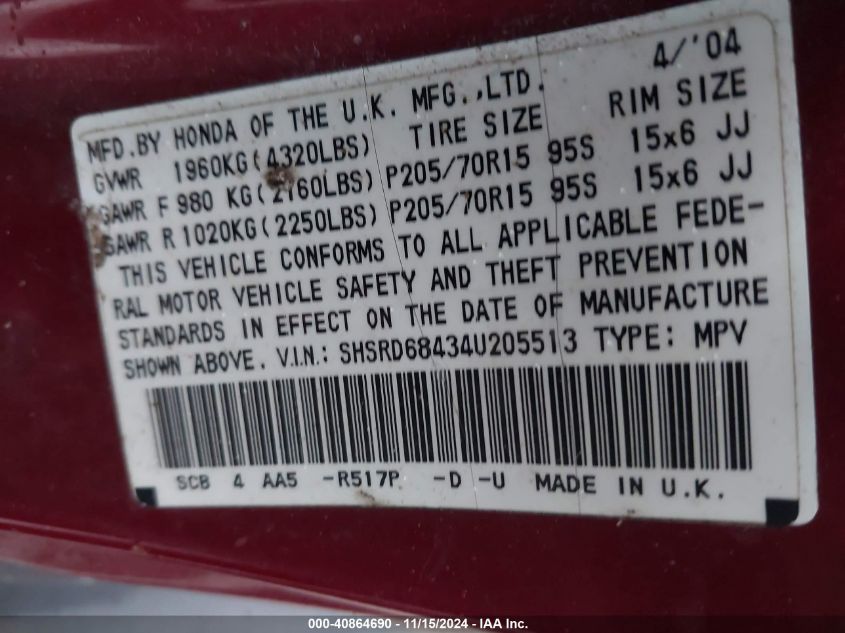 4/'04
MFD.BY HONDA OF THE U.K. MFG.,LTD.
GVWR 1960KG(4320LBS) TIRE SIZE RIM SIZE
GAWR F 980 KG(2160LBS) P205/70R15 95S 15x6 JJ
GAWR R 1020KG(2250LBS) P205/70R15 95S 15x6 JJ
THIS VEHICLE CONFORMS TO ALL APPLICABLE FEDE-
RAL MOTOR VEHICLE SAFETY AND THEFT PREVENTION
STANDARDS IN EFFECT ON THE DATE OF MANUFACTURE
SHOWN ABOVE. V.I.N.: SHSRD68434U205513 TYPE: MPV
SCB 4 AA5 -R517P -D -U MADE IN U.K.
000-40864690 - 11/15/2024 - IAA Inc.